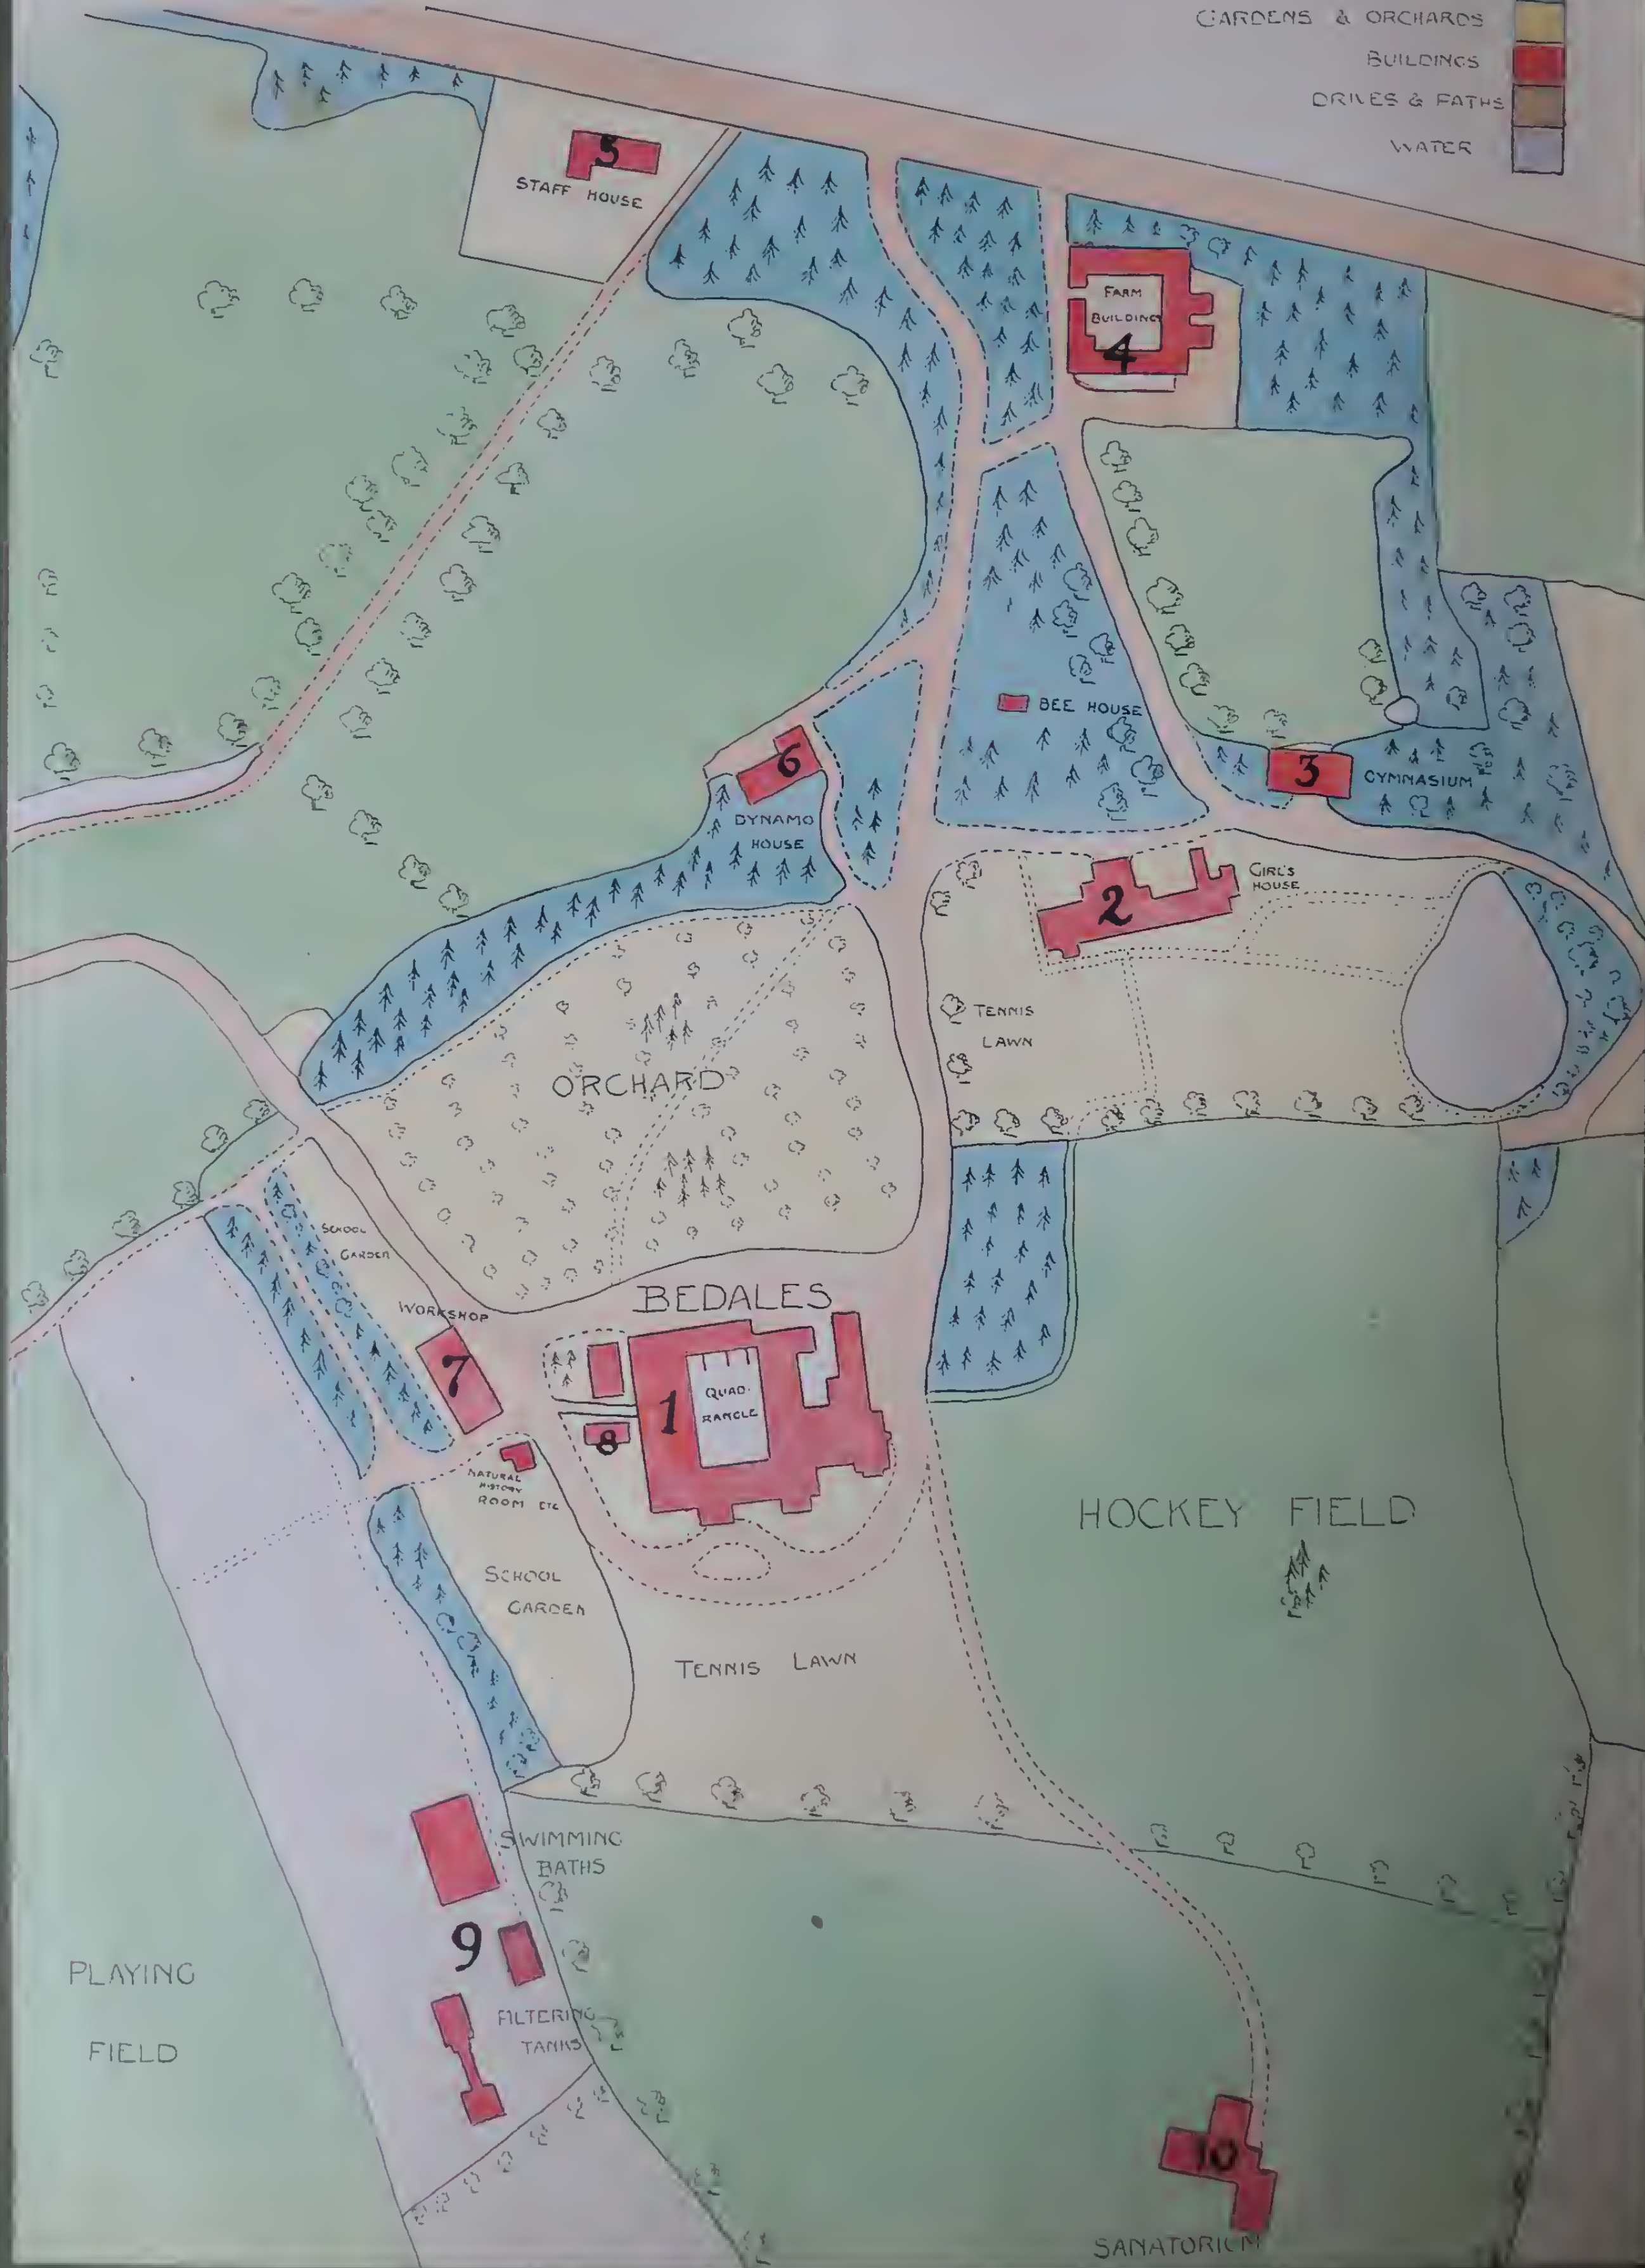 GARDENS & ORCHARDS
BUILDINGS
DRIVES & PATHS
WATER
5
STAFF HOUSE
FARM
BUILDINGS
4
BEE HOUSE
3
GYMNASIUM
6
DYNAMO
HOUSE
2
GIRL'S
HOUSE
TENNIS
LAWN
ORCHARD
SCHOOL
GARDEN
WORKSHOP
7
BEDALES
1
QUAD-
RANGLE
8
NATURAL
HISTORY
ROOM ETC
HOCKEY FIELD
SCHOOL
GARDEN
TENNIS LAWN
SWIMMING
BATHS
9
PLAYING
FIELD
FILTERING
TANKS
10
SANATORIUM